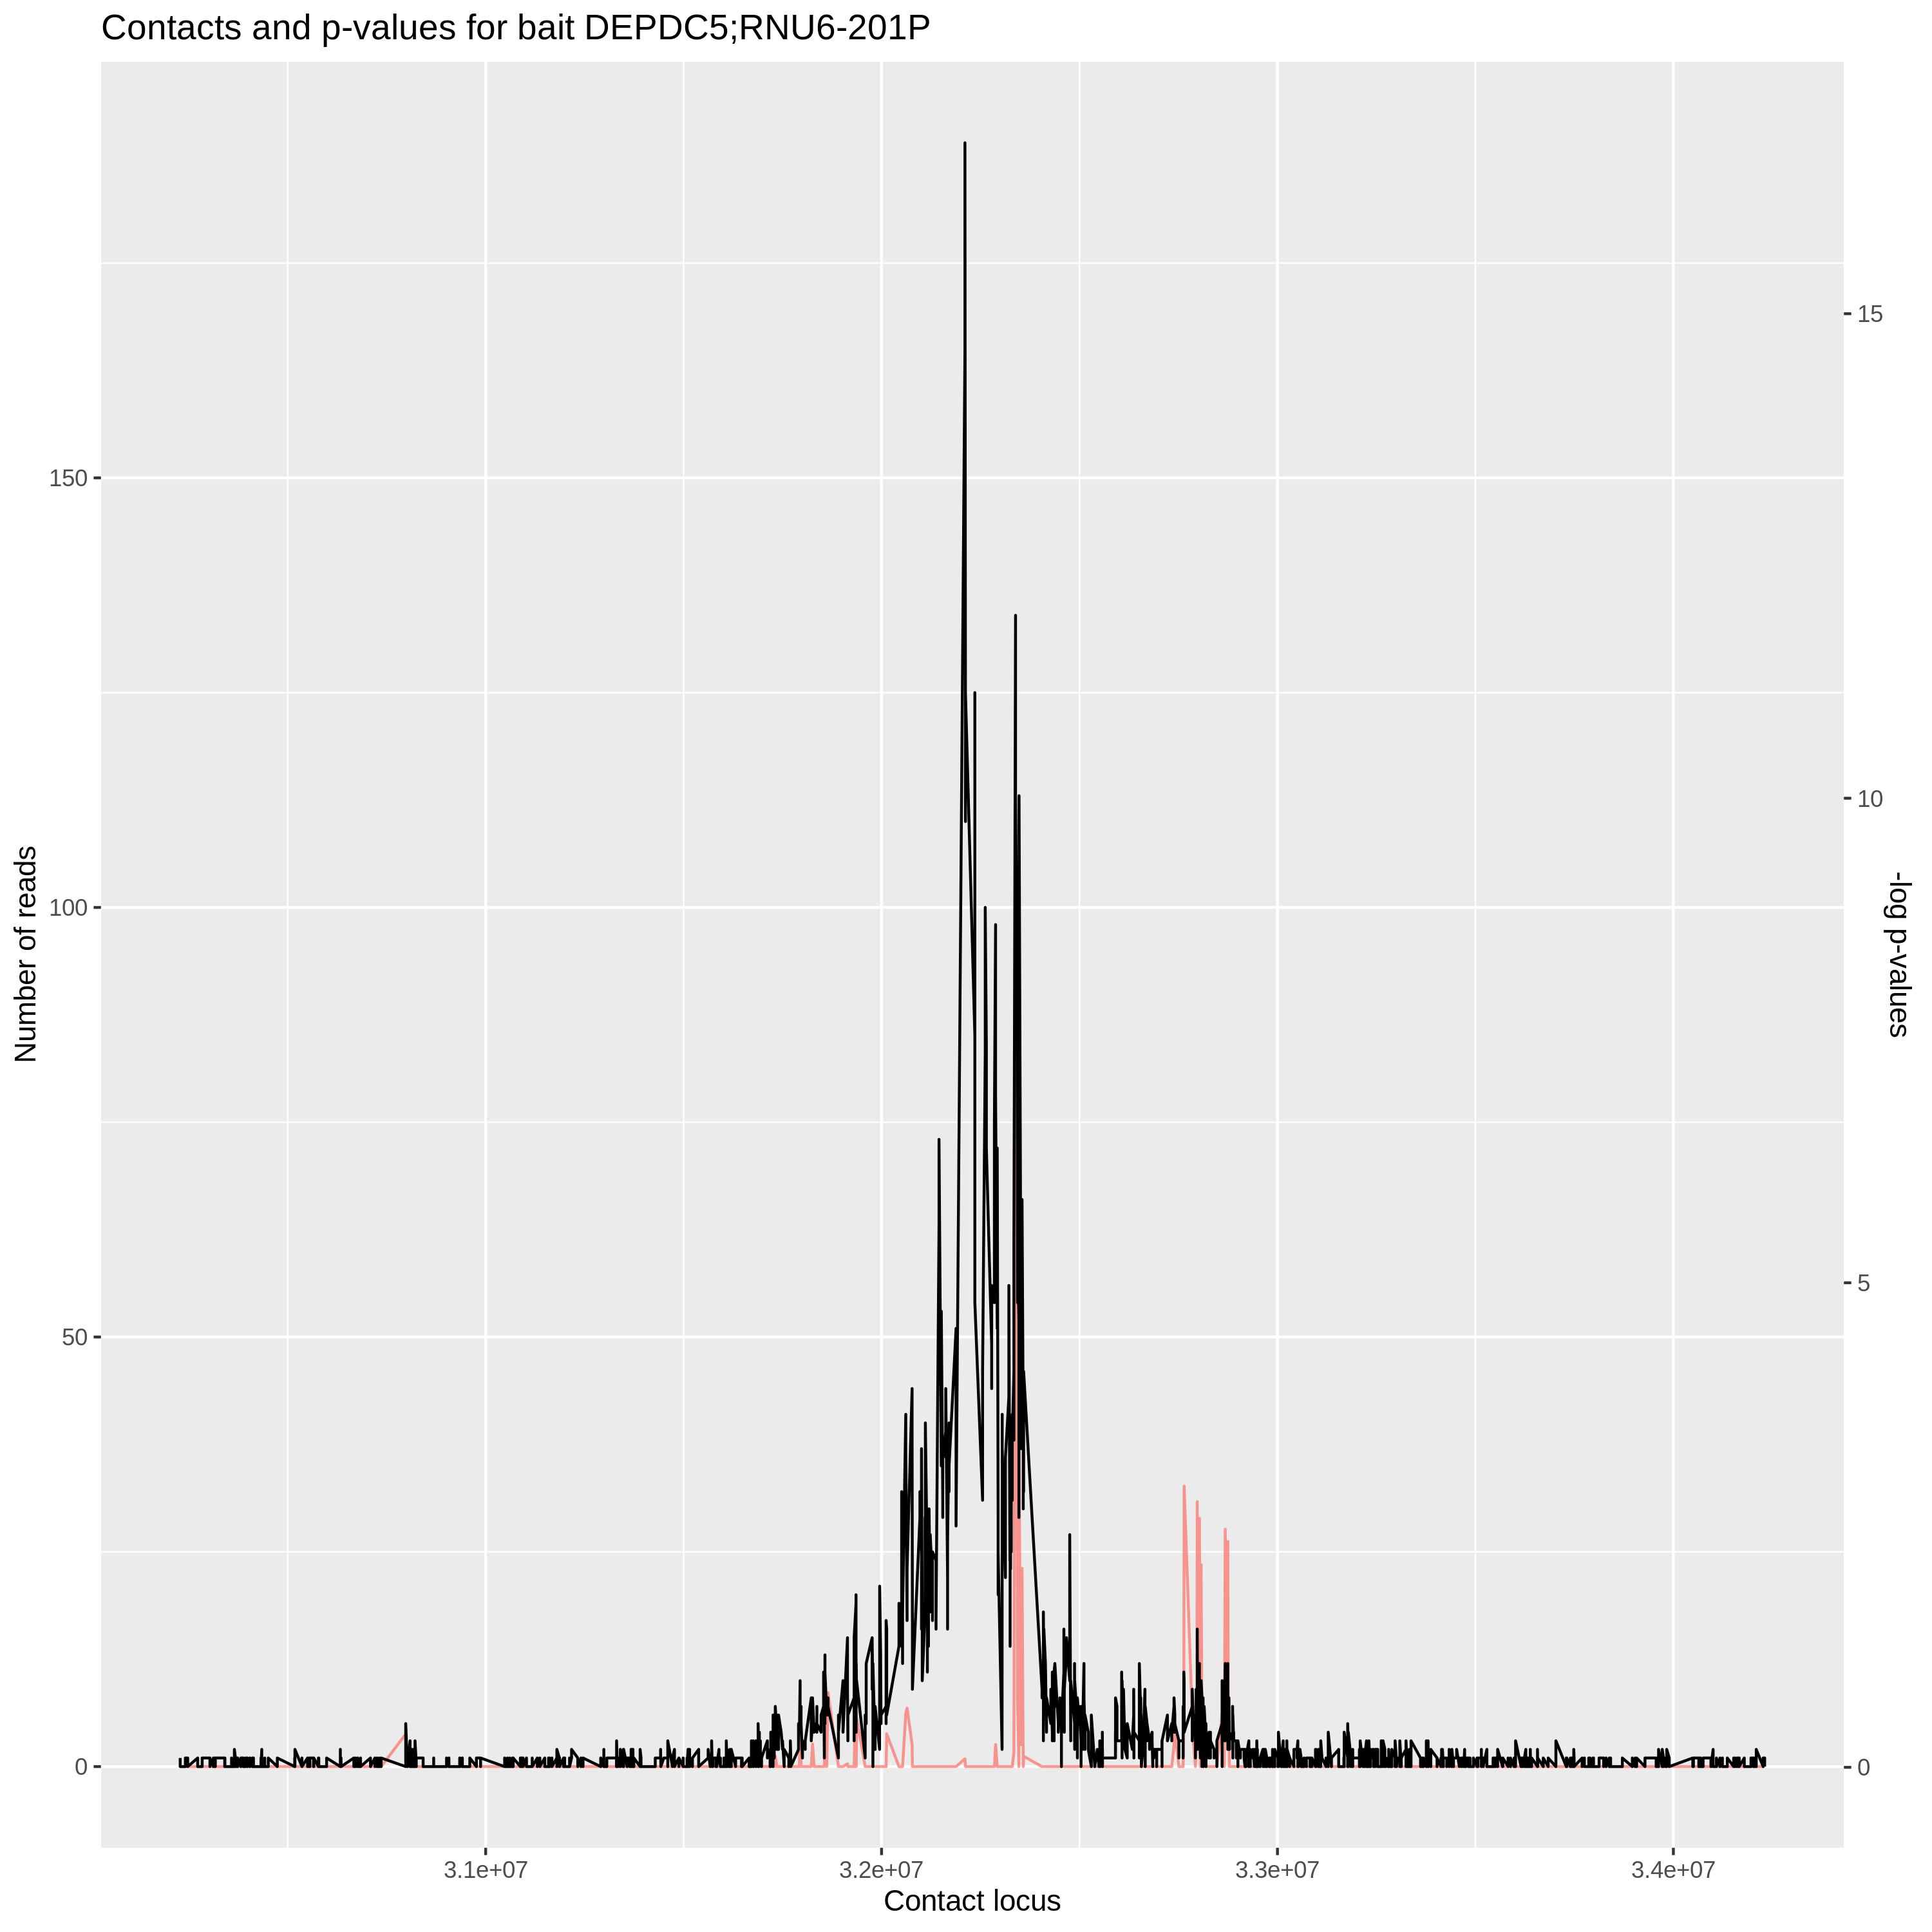 Contacts and p-values for bait DEPDC5;RNU6-201P
Number of reads
150
100
50
0
15
10
5
0
-log p-values
3.1e+07
3.2e+07
3.3e+07
3.4e+07
Contact locus